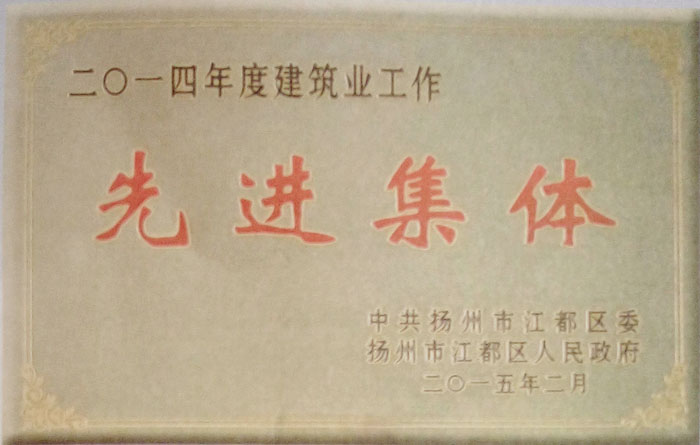 二〇一四年度建筑业工作
先进集体
中共扬州市江都区委
扬州市江都区人民政府
二〇一五年二月